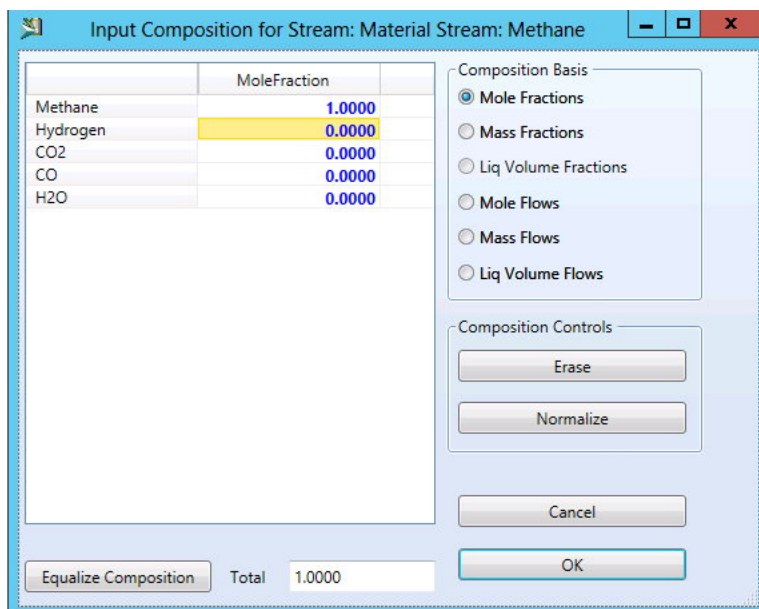 Input Composition for Stream: Material Stream: Methane
MoleFraction
Methane 1.0000
Hydrogen 0.0000
CO2 0.0000
CO 0.0000
H2O 0.0000
Equalize Composition Total 1.0000
Composition Basis
Mole Fractions
Mass Fractions
Liq Volume Fractions
Mole Flows
Mass Flows
Liq Volume Flows
Composition Controls
Erase
Normalize
Cancel
OK